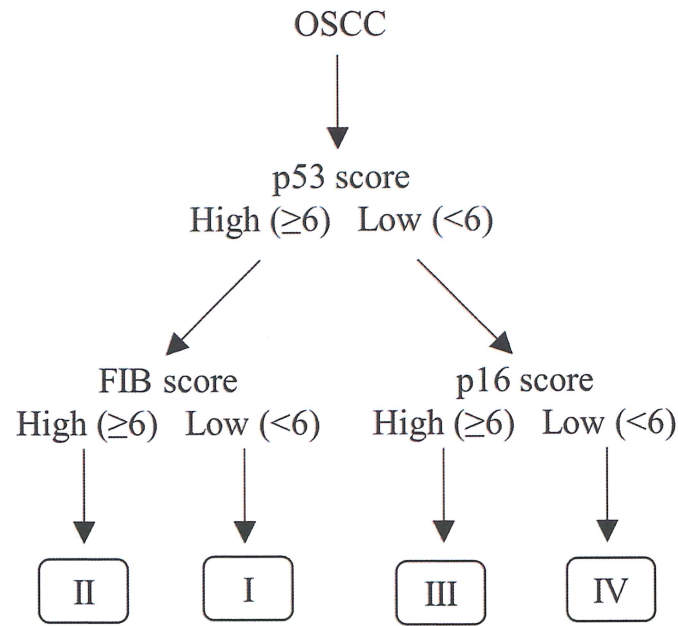 OSCC
p53 score
High (≥6) Low (<6)
FIB score
High (≥6) Low (<6)
p16 score
High (≥6) Low (<6)
II
I
III
IV